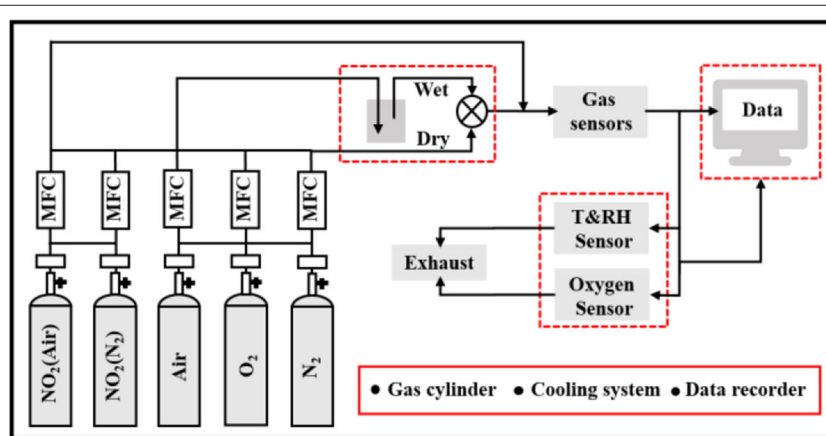 Wet
Dry
Gas
sensors
Data
MFC
MFC
MFC
MFC
MFC
T&RH
Sensor
Exhaust
Oxygen
Sensor
NO₂(Air)
NO₂(N₂)
Air
O₂
N₂
● Gas cylinder ● Cooling system ● Data recorder